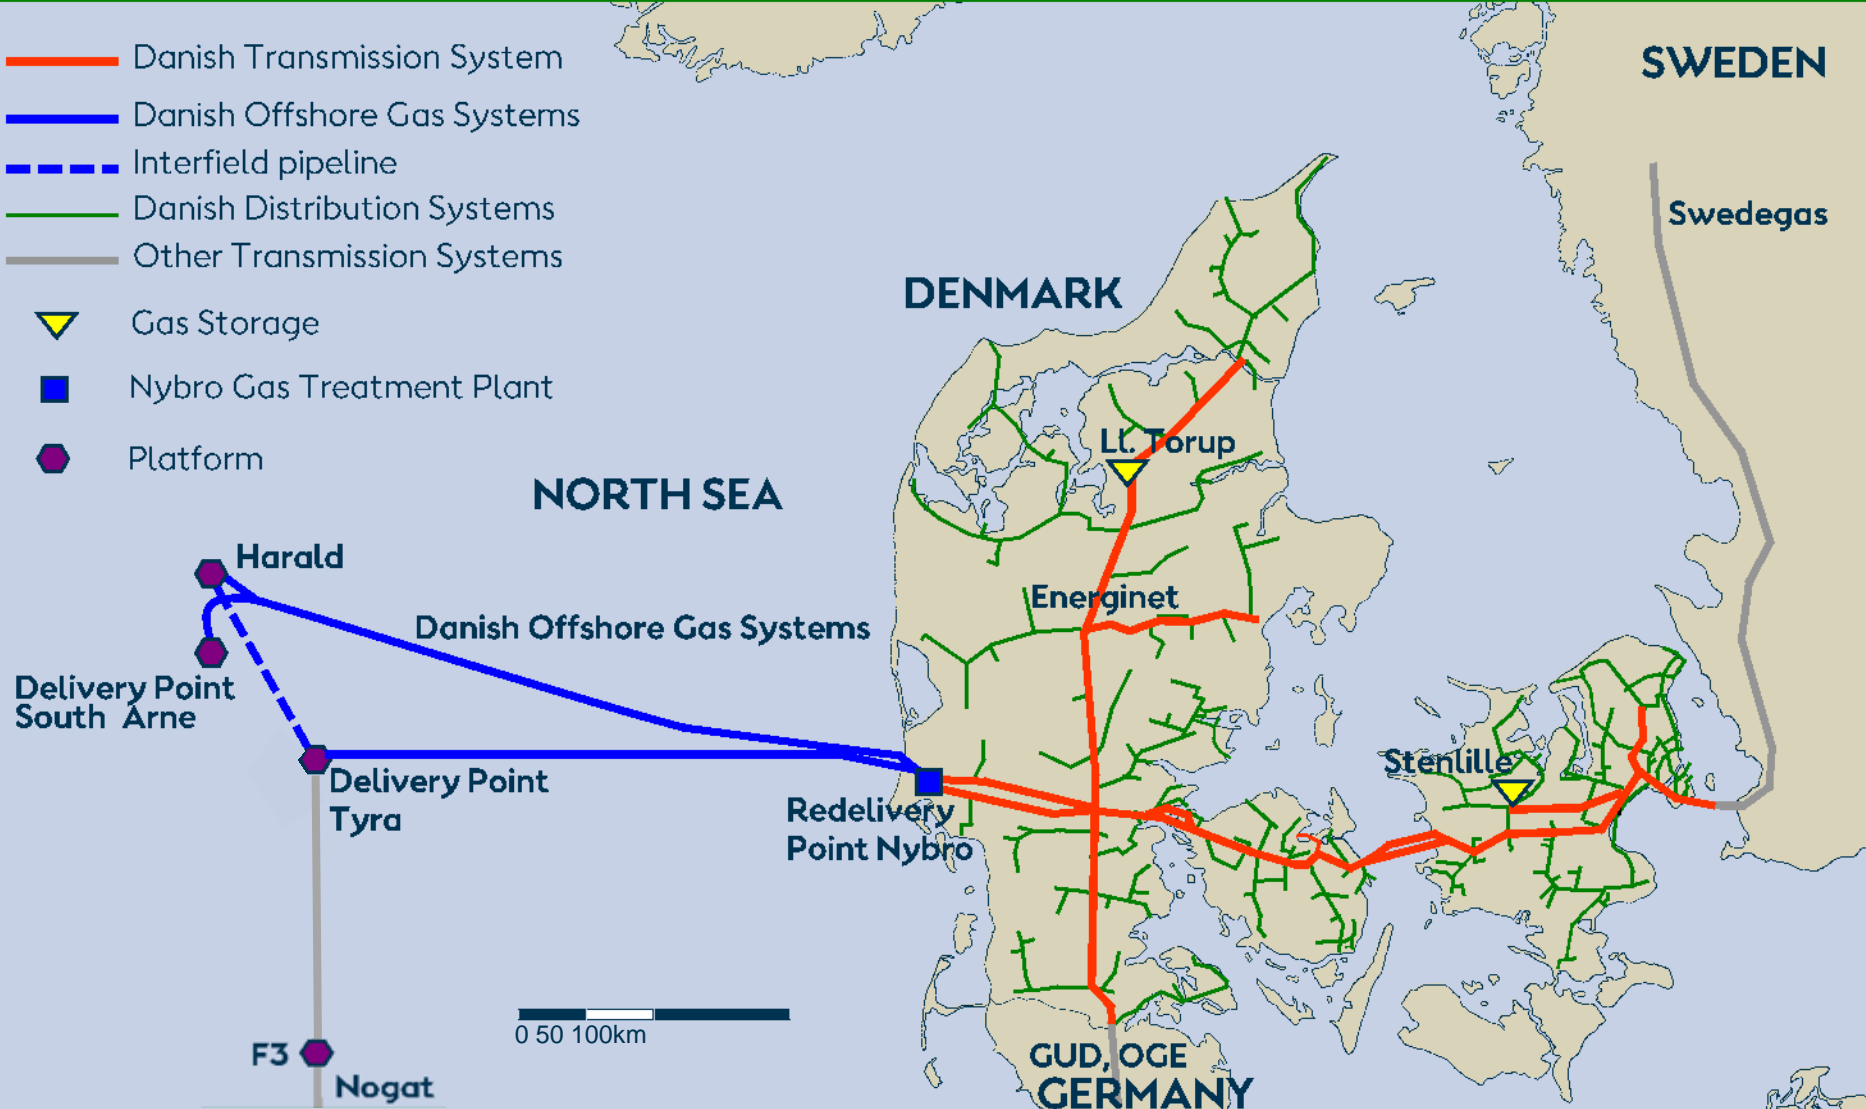 Danish Transmission System
Danish Offshore Gas Systems
Interfield pipeline
Danish Distribution Systems
Other Transmission Systems
Gas Storage
Nybro Gas Treatment Plant
Platform
SWEDEN
Swedegas
DENMARK
NORTH SEA
Ll. Torup
Harald
Energinet
Danish Offshore Gas Systems
Delivery Point
South Arne
Delivery Point
Tyra
Redelivery
Point Nybro
Stenlille
0 50 100km
F3
Nogat
GUD, OGE
GERMANY